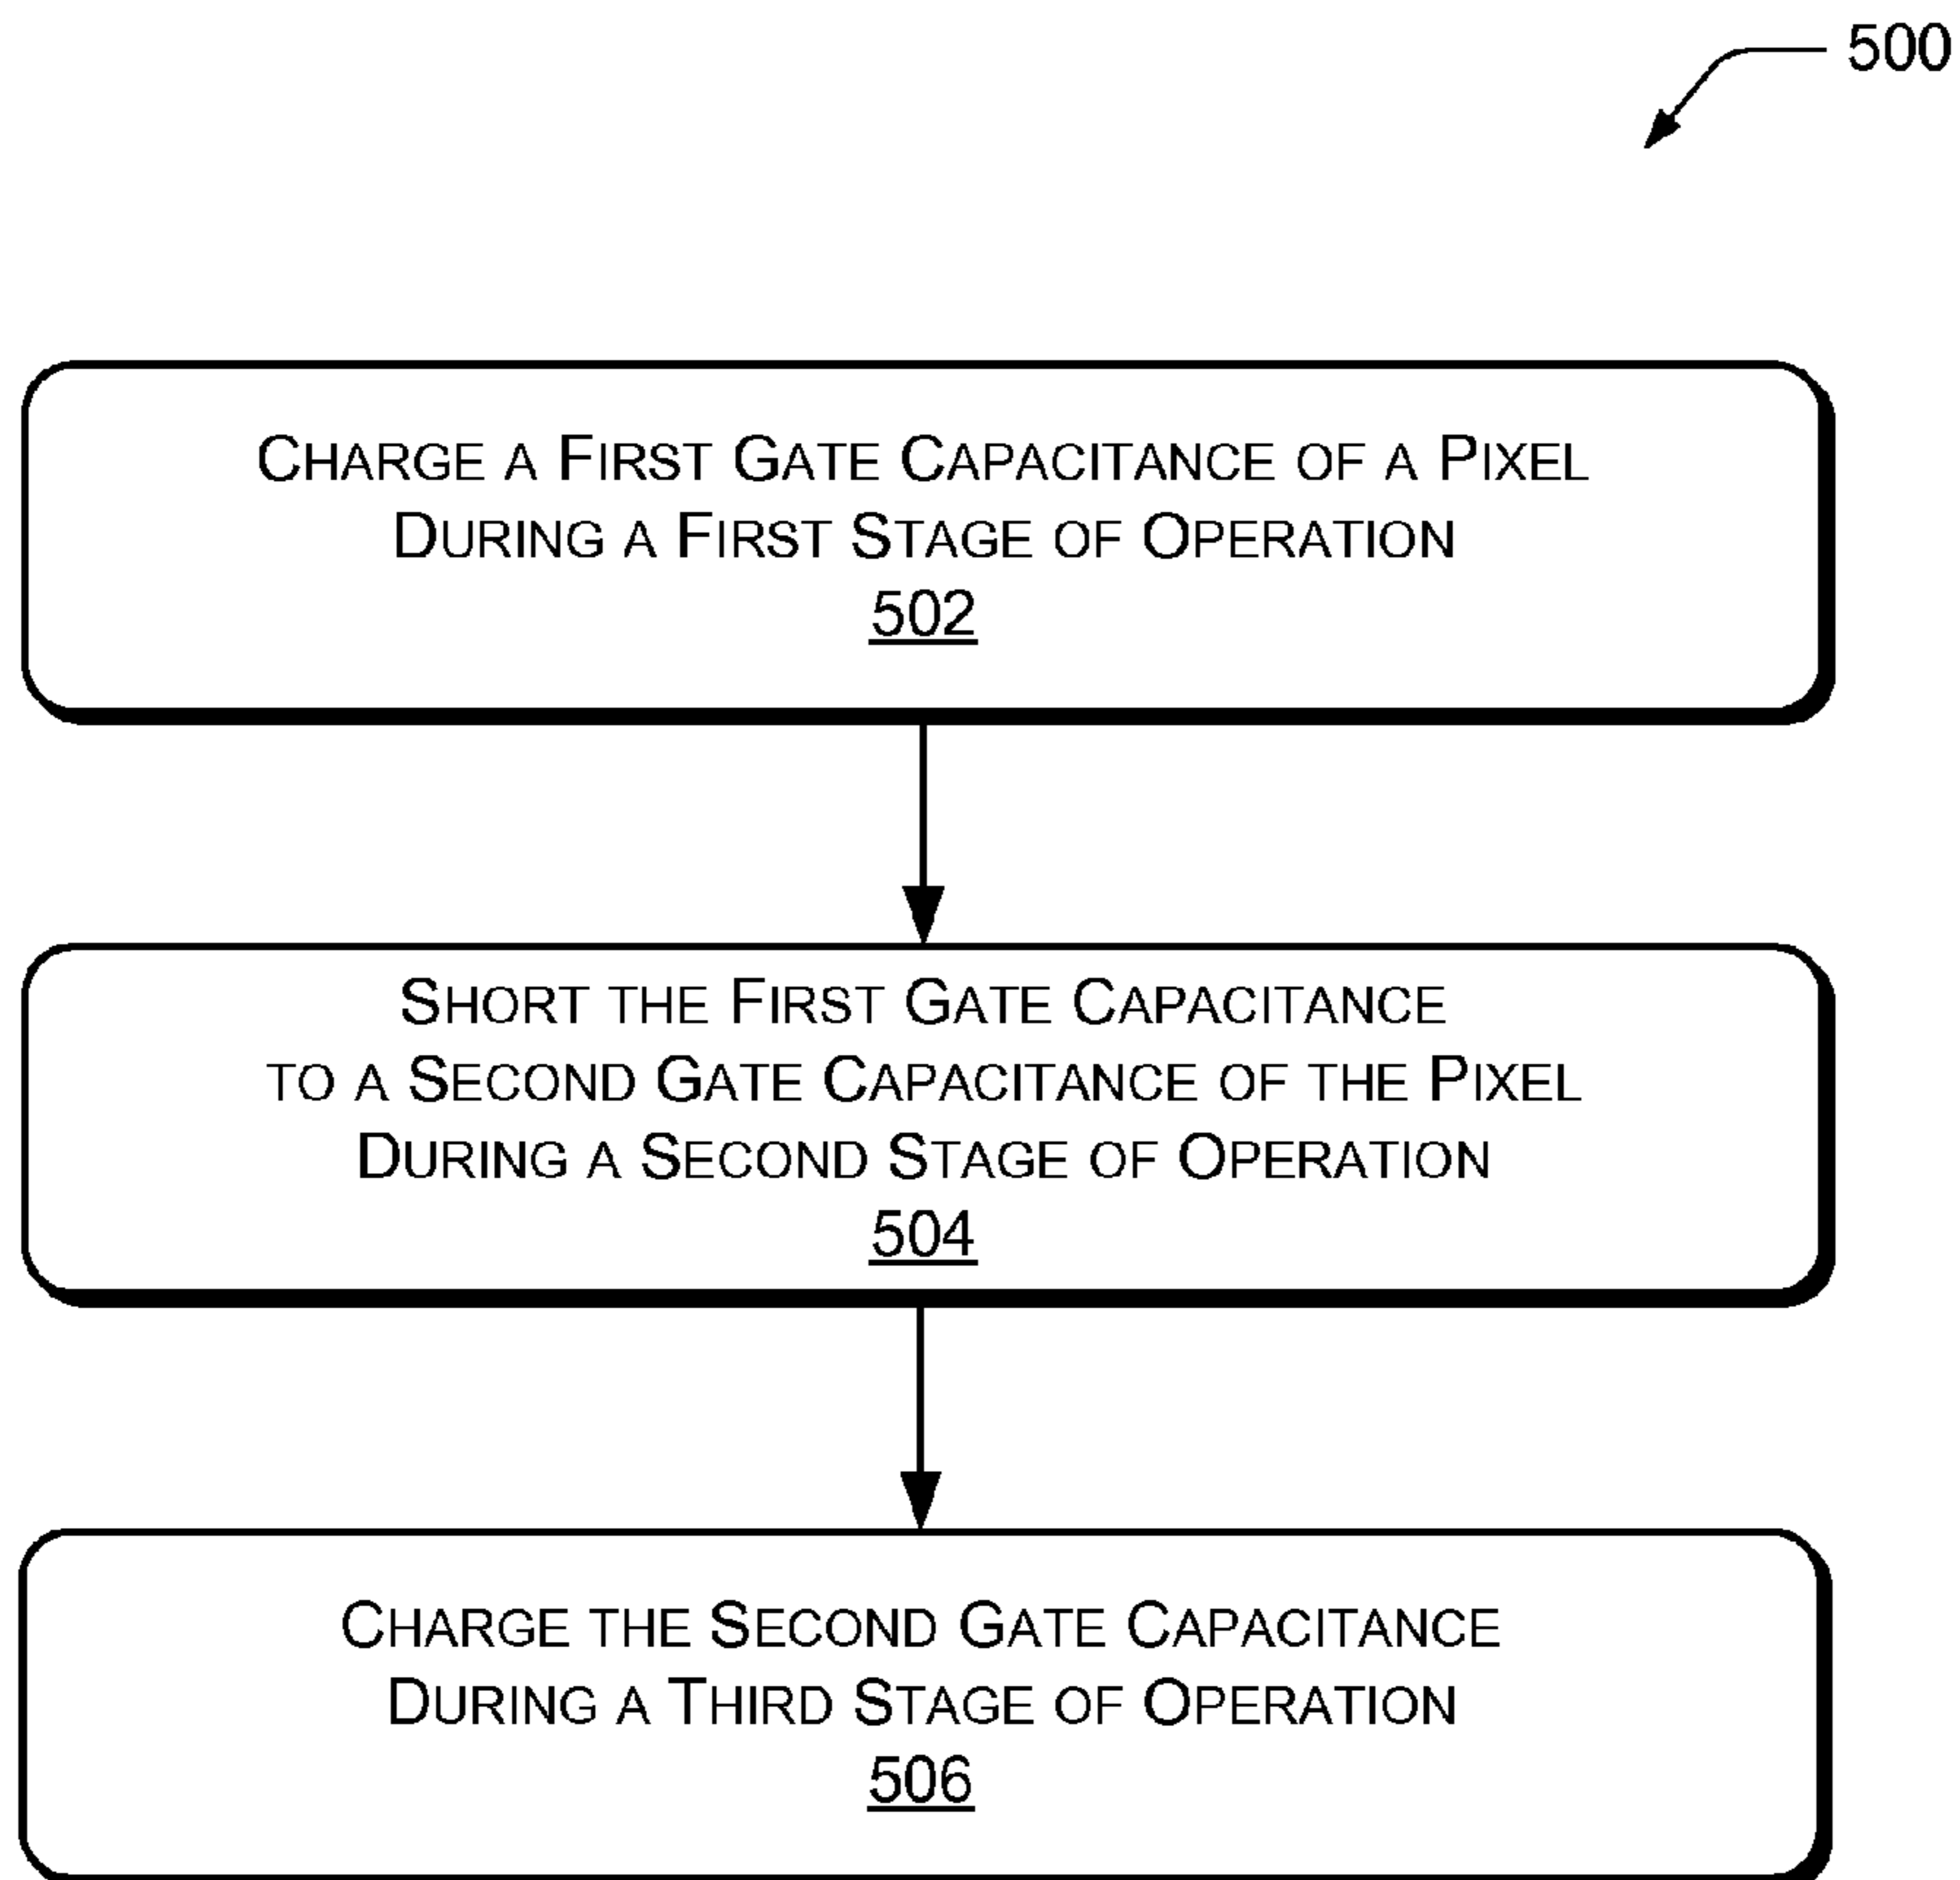 500
CHARGE A FIRST GATE CAPACITANCE OF A PIXEL
DURING A FIRST STAGE OF OPERATION
502
SHORT THE FIRST GATE CAPACITANCE
TO A SECOND GATE CAPACITANCE OF THE PIXEL
DURING A SECOND STAGE OF OPERATION
504
CHARGE THE SECOND GATE CAPACITANCE
DURING A THIRD STAGE OF OPERATION
506